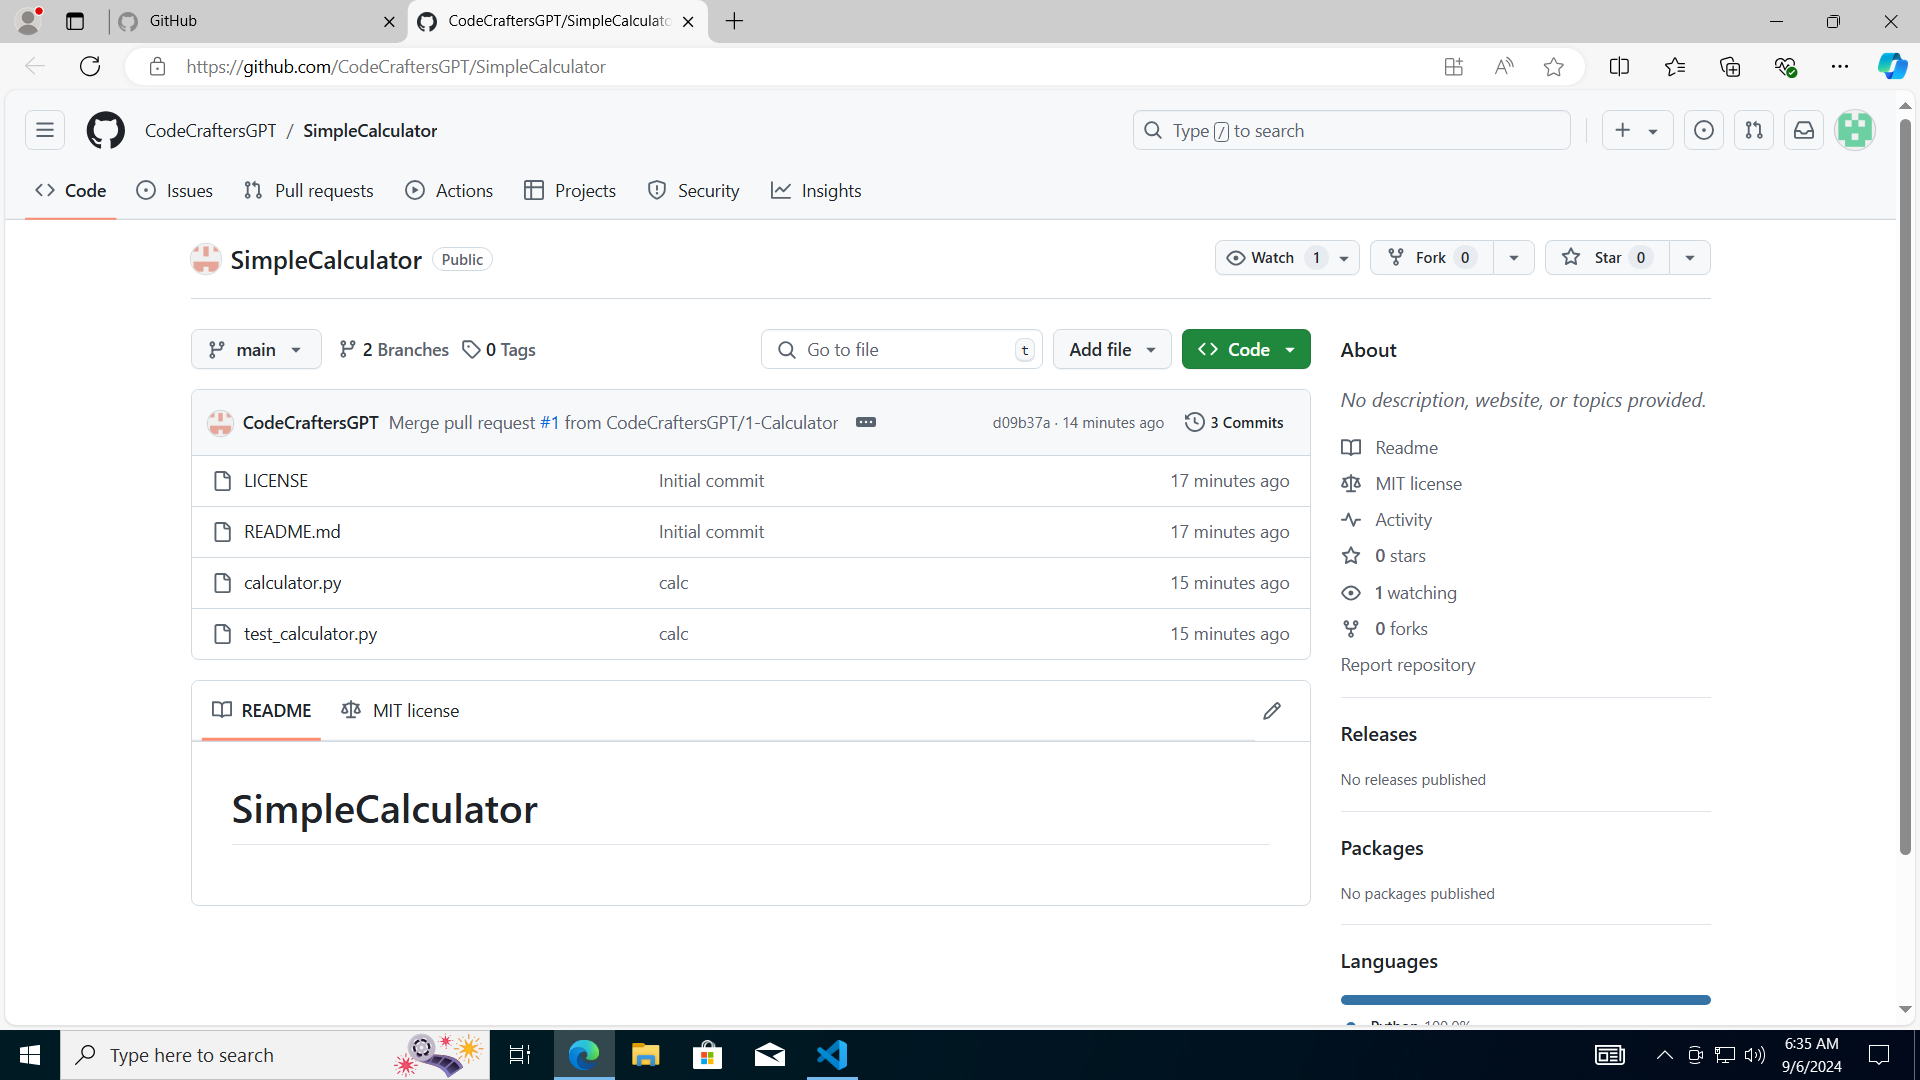 GitHub
CodeCraftersGPT/SimpleCalculato
https://github.com/CodeCraftersGPT/SimpleCalculator
CodeCraftersGPT / SimpleCalculator
Type / to search
Code
Issues
Pull requests
Actions
Projects
Security
Insights
SimpleCalculator Public
Watch 1
Fork 0
Star 0
main
2 Branches
0 Tags
Go to file t
Add file
Code
CodeCraftersGPT Merge pull request #1 from CodeCraftersGPT/1-Calculator
d09b37a · 14 minutes ago
3 Commits
LICENSE Initial commit 17 minutes ago
README.md Initial commit 17 minutes ago
calculator.py calc 15 minutes ago
test_calculator.py calc 15 minutes ago
README
MIT license
SimpleCalculator
About
No description, website, or topics provided.
Readme
MIT license
Activity
0 stars
1 watching
0 forks
Report repository
Releases
No releases published
Packages
No packages published
Languages
Python 100.0%
Type here to search
6:35 AM
9/6/2024